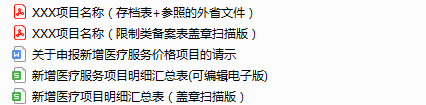 XXX项目名称（存档表+参照的外省文件）
XXX项目名称（限制类备案表盖章扫描版）
关于申报新增医疗服务价格项目的请示
新增医疗服务项目明细汇总表(可编辑电子版)
新增医疗项目明细汇总表（盖章扫描版）